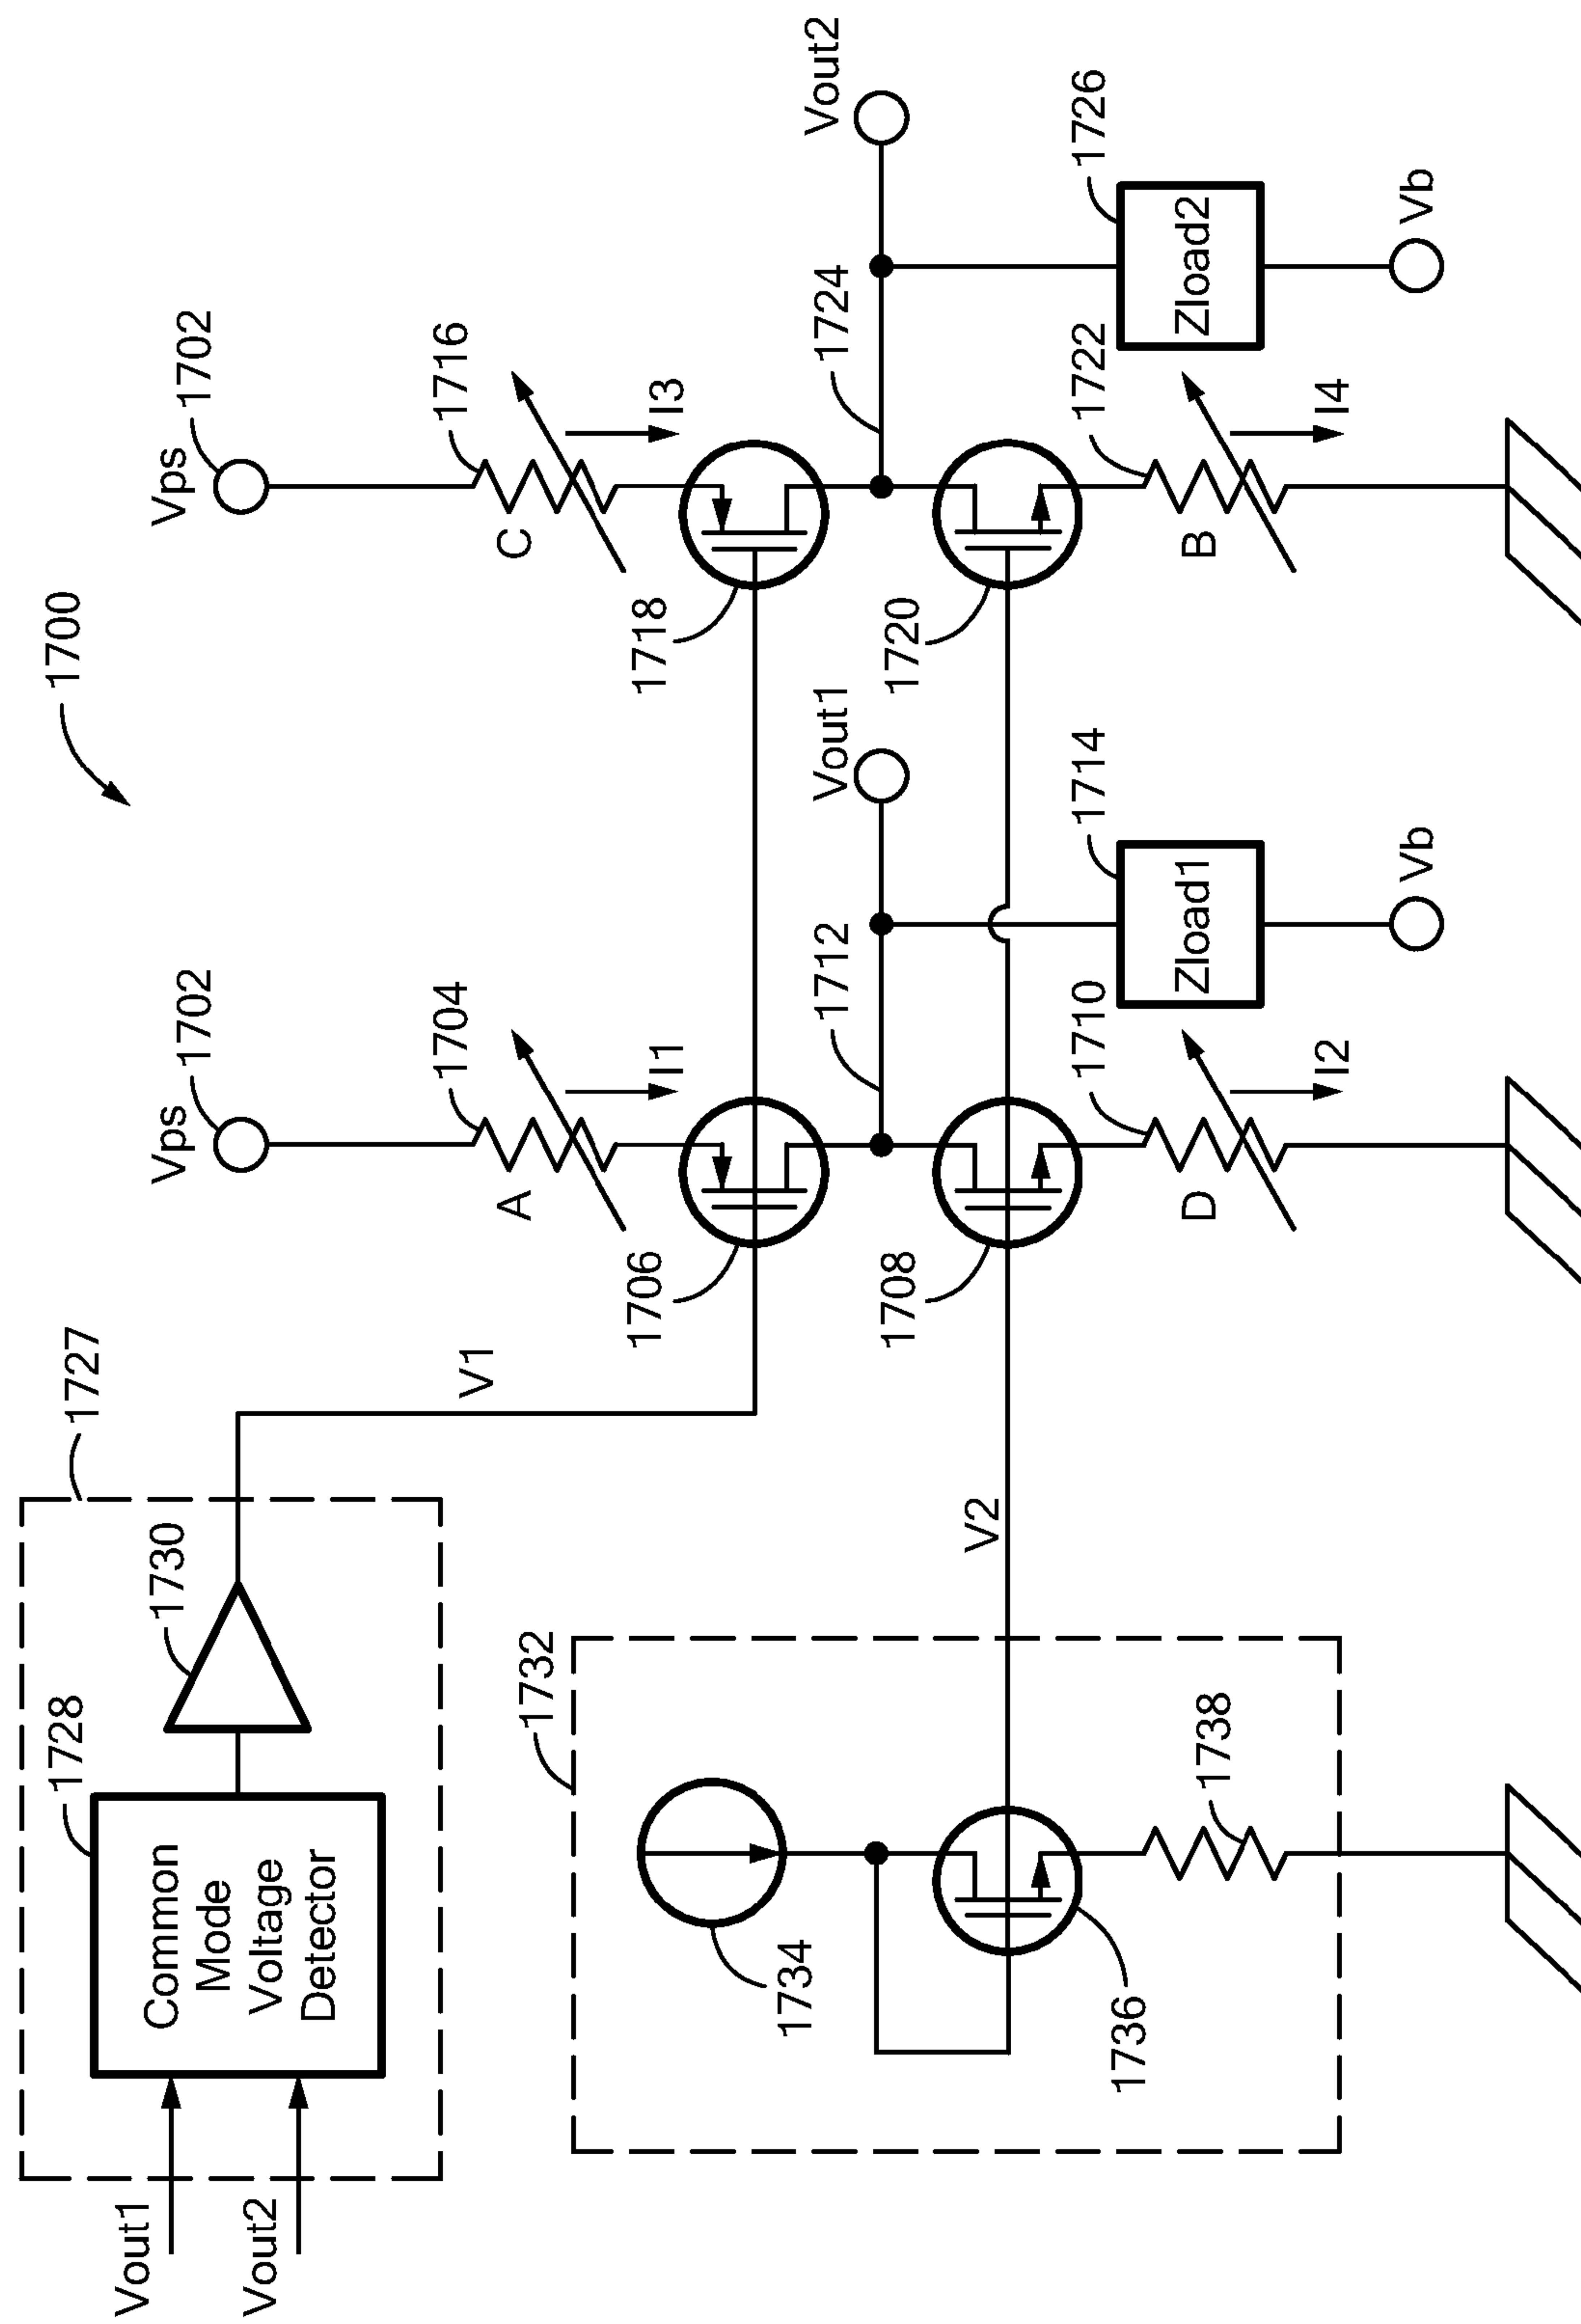 1700
Vout1
Vout2
Common
Mode
Voltage
Detector
1728
1730
1727
V1
1732
1734
1736
1738
V2
Vps
1702
A
1704
I1
1706
1712
Vout1
1708
D
1710
I2
1714
Zload1
Vb
Vps
1702
C
1716
I3
1718
1724
Vout2
1720
B
1722
I4
1726
Zload2
Vb